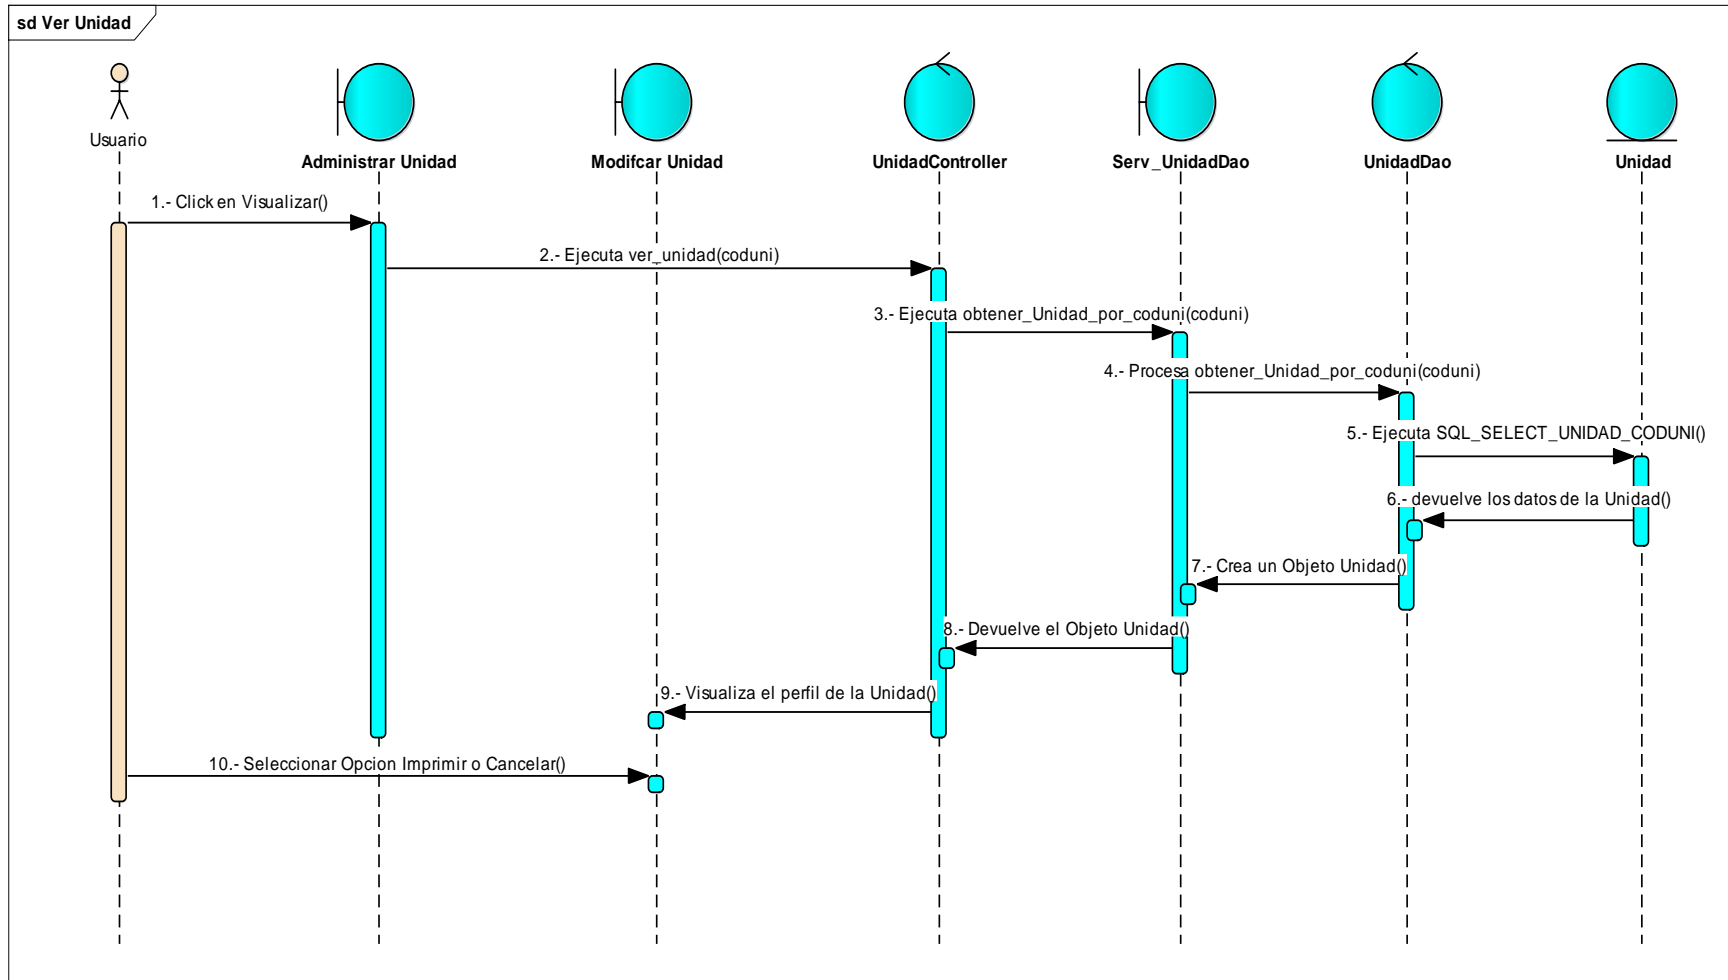 sd Ver Unidad
Usuario
Administrar Unidad
Modifcar Unidad
UnidadController
Serv_UnidadDao
UnidadDao
Unidad
1.- Click en Visualizar()
2.- Ejecuta ver_unidad(coduni)
3.- Ejecuta obtener_Unidad_por_coduni(coduni)
4.- Procesa obtener_Unidad_por_coduni(coduni)
5.- Ejecuta SQL_SELECT_UNIDAD_CODUNI()
6.- devuelve los datos de la Unidad()
7.- Crea un Objeto Unidad()
8.- Devuelve el Objeto Unidad()
9.- Visualiza el perfil de la Unidad()
10.- Seleccionar Opcion Imprimir o Cancelar()